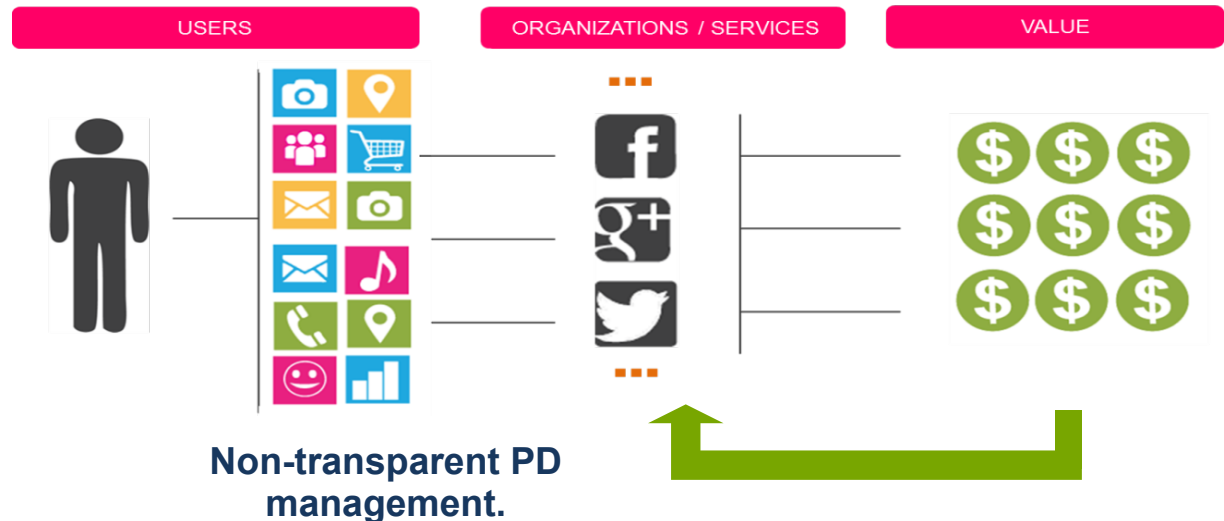 USERS
ORGANIZATIONS / SERVICES
VALUE
f
g+
$ $ $
$ $ $
$ $ $
Non-transparent PD
management.